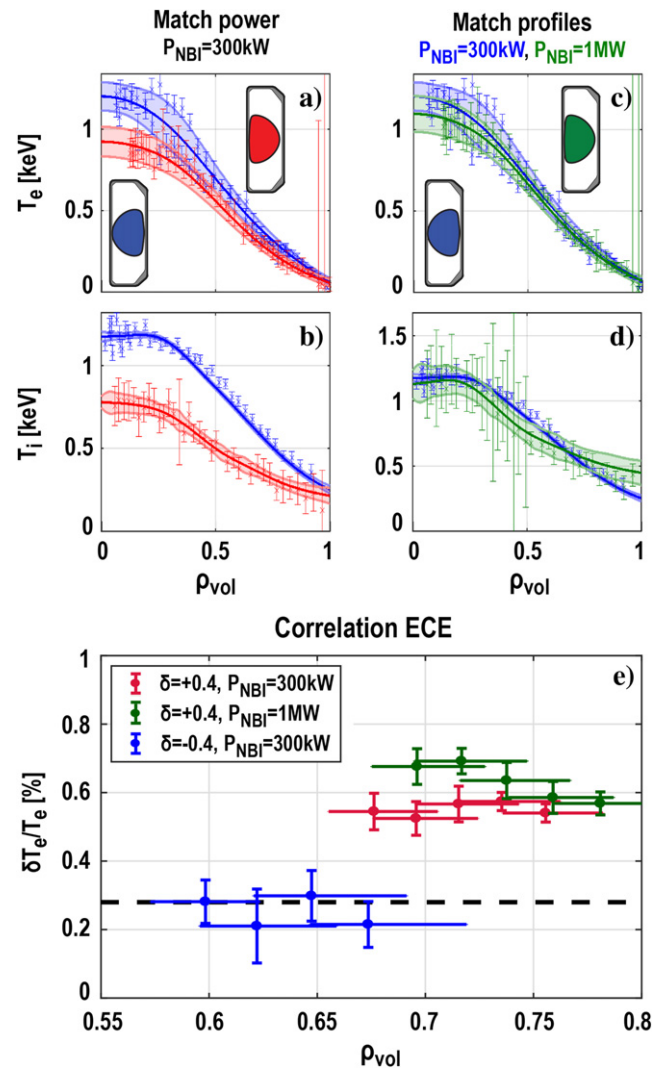 Match power
P_NBI=300kW
Match profiles
P_NBI=300kW, P_NBI=1MW
a)
c)
T_e [keV]
1
0.5
0
1
0.5
0
b)
d)
T_i [keV]
1
0.5
0
1.5
1
0.5
0
0
0.5
1
0
0.5
1
ρ_vol
ρ_vol
Correlation ECE
e)
δ=+0.4, P_NBI=300kW
δ=+0.4, P_NBI=1MW
δ=-0.4, P_NBI=300kW
δT_e/T_e [%]
1
0.8
0.6
0.4
0.2
0
0.55
0.6
0.65
0.7
0.75
0.8
ρ_vol